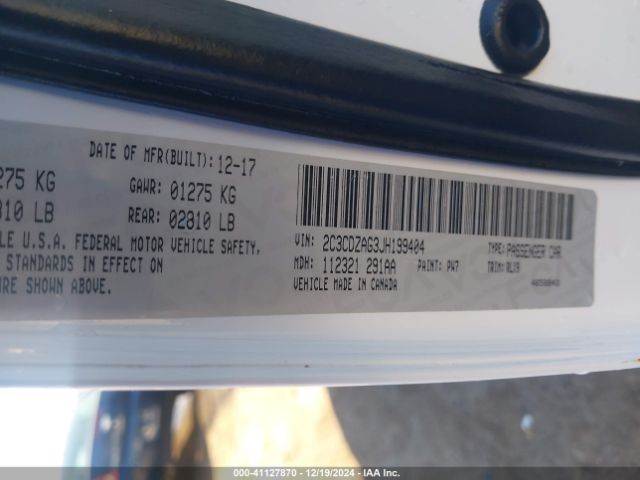 DATE OF MFR(BUILT): 12-17
275 KG GAWR: 01275 KG
310 LB REAR: 02810 LB
LE U.S.A. FEDERAL MOTOR VEHICLE SAFETY,
STANDARDS IN EFFECT ON
URE SHOWN ABOVE.
VIN: 2C3CDZAG3JH199404 TYPE: PASSENGER CAR
MDH: 112321 291AA PAINT: PW7 TRIM:
VEHICLE MADE IN CANADA
000-41127870 - 12/19/2024 - IAA Inc.